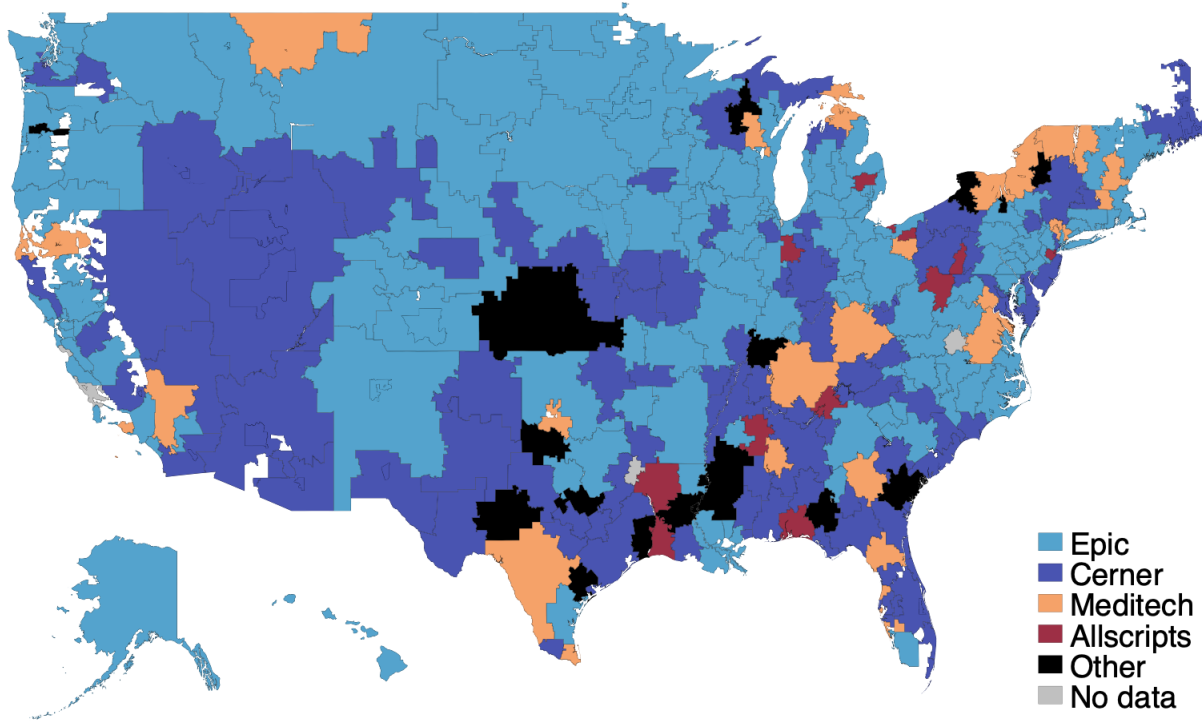 Epic
Cerner
Meditech
Allscripts
Other
No data